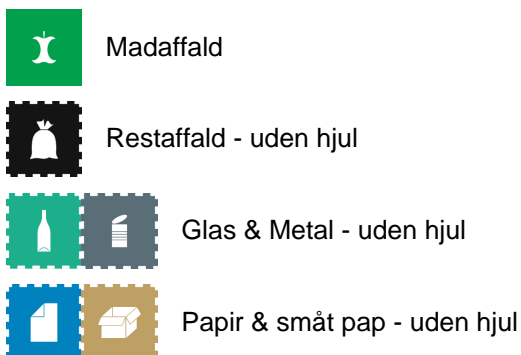 Madaffald
Restaffald - uden hjul
Glas & Metal - uden hjul
Papir & småt pap - uden hjul